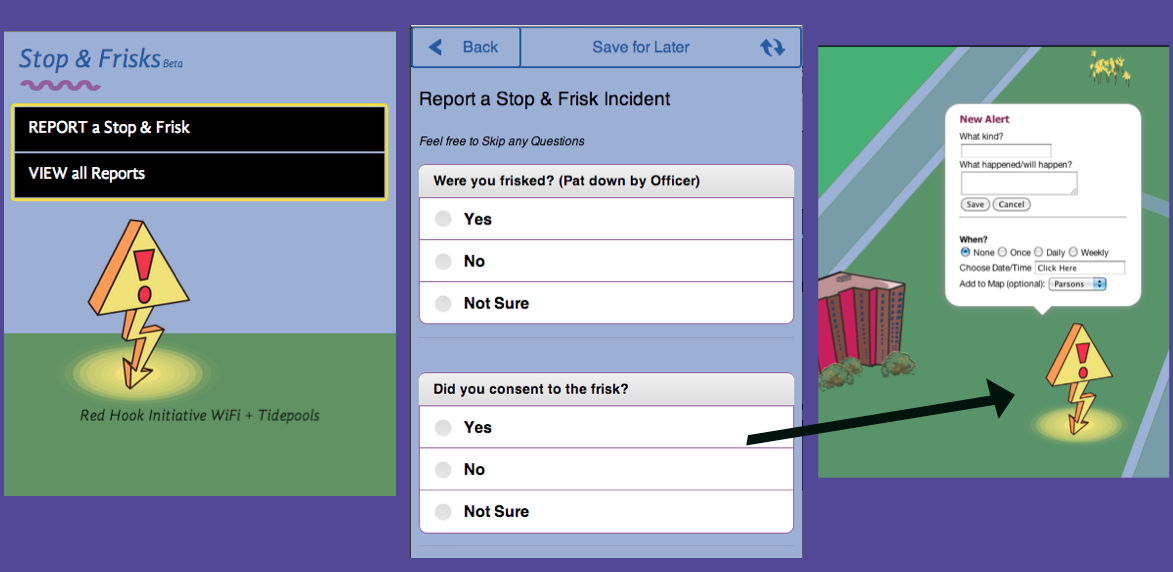 Stop & Frisks Beta
REPORT a Stop & Frisk
VIEW all Reports
Red Hook Initiative WiFi + Tidepools
Back
Save for Later
Report a Stop & Frisk Incident
Feel free to Skip any Questions
Were you frisked? (Pat down by Officer)
Yes
No
Not Sure
Did you consent to the frisk?
Yes
No
Not Sure
New Alert
What kind?
What happened/will happen?
Save Cancel
When?
None Once Daily Weekly
Choose Date/Time Click Here
Add to Map (optional): Parsons